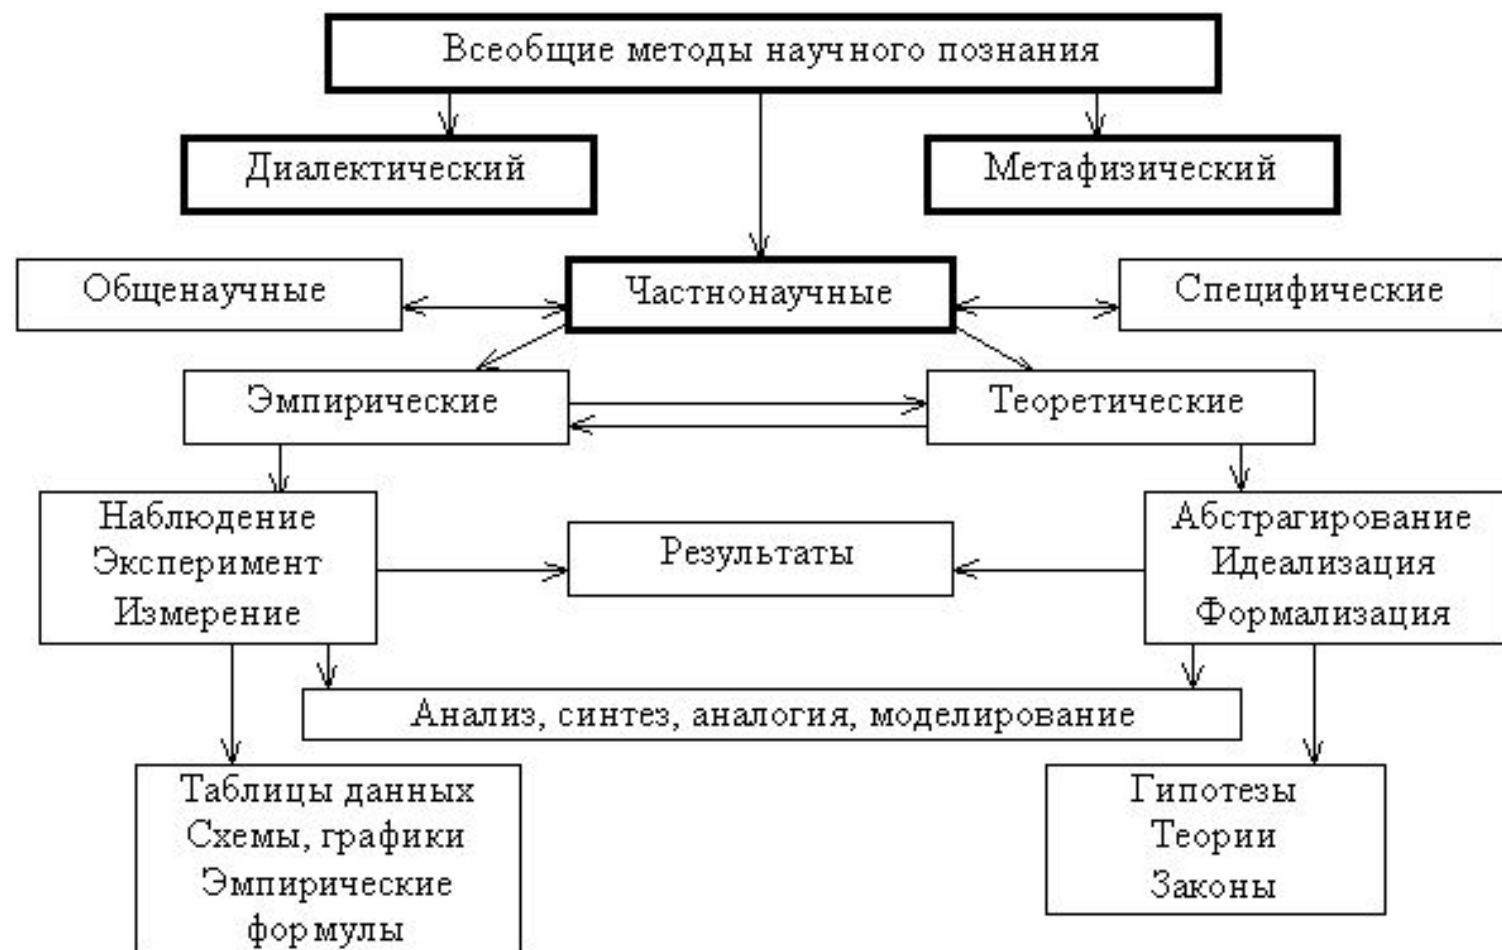 Всеобщие методы научного познания
Диалектический
Метафизический
Общенаучные
Частнонаучные
Специфические
Эмпирические
Теоретические
Наблюдение
Эксперимент
Измерение
Результаты
Абстрагирование
Идеализация
Формализация
Анализ, синтез, аналогия, моделирование
Таблицы данных
Схемы, графики
Эмпирические
формулы
Гипотезы
Теории
Законы